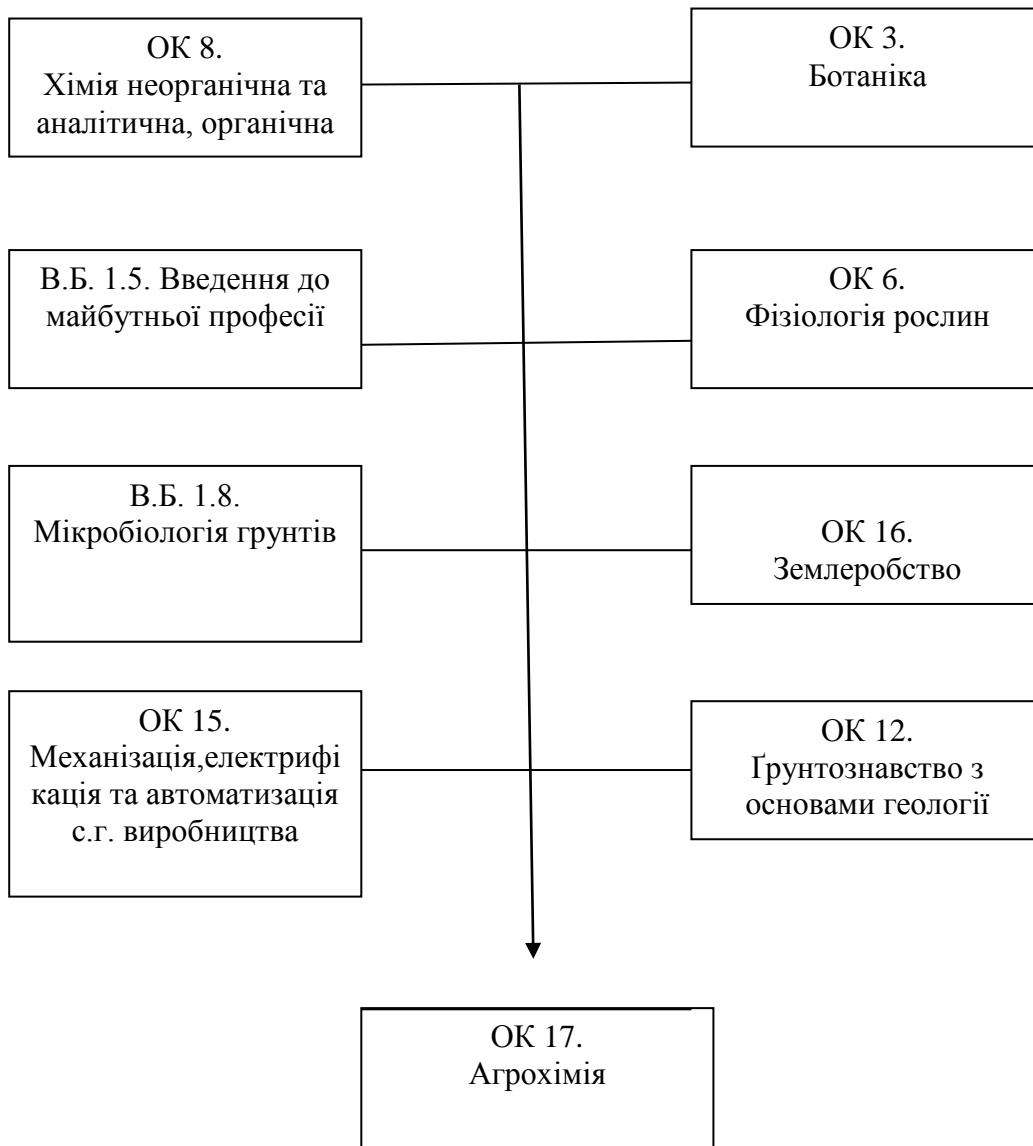 ОК 8.
Хімія неорганічна та
аналітична, органічна
ОК 3.
Ботаніка
В.Б. 1.5. Введення до
майбутньої професії
ОК 6.
Фізіологія рослин
В.Б. 1.8.
Мікробіологія грунтів
ОК 16.
Землеробство
ОК 15.
Механізація,електрифі
кація та автоматизація
с.г. виробництва
ОК 12.
Ґрунтознавство з
основами геології
ОК 17.
Агрохімія